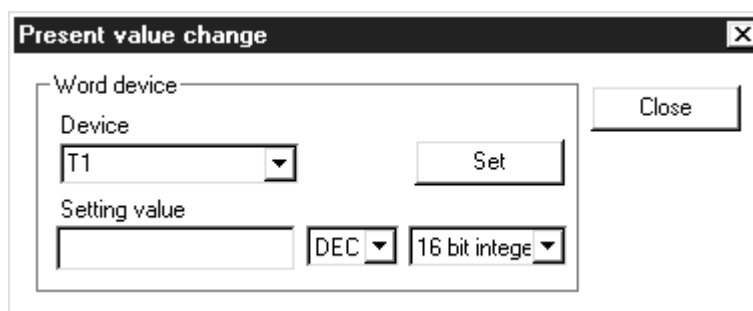 Present value change
Word device
Close
Device
T1
Set
Setting value
DEC
16 bit intege